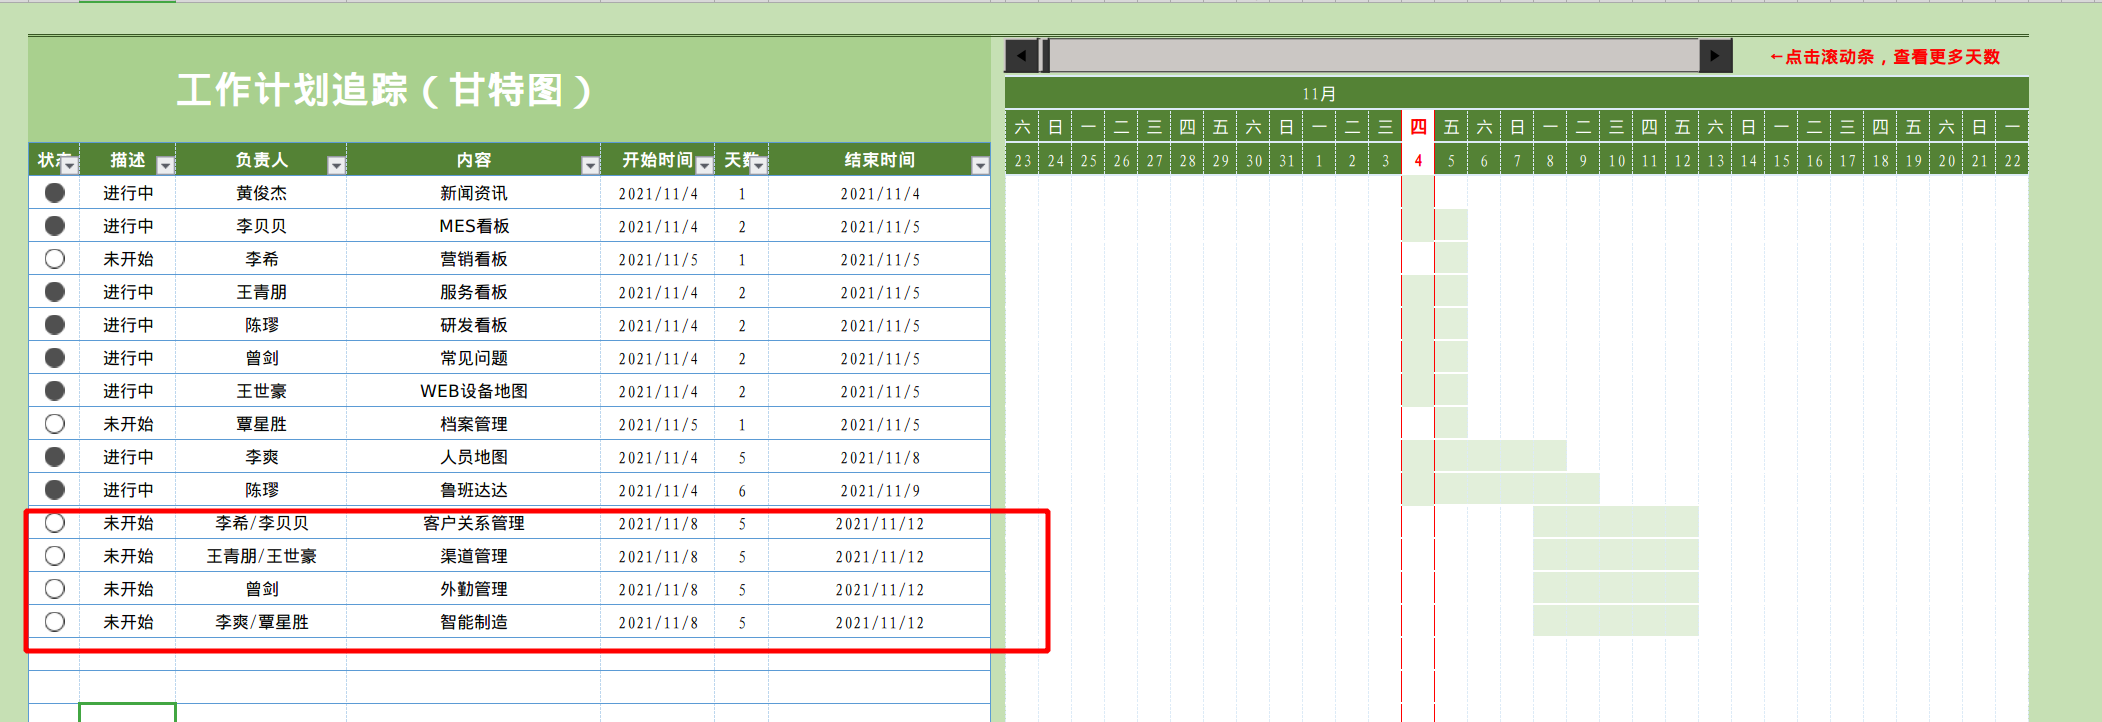 ←点击滚动条，查看更多天数
工作计划追踪（甘特图）
11月
六 日 一 二 三 四 五 六 日 一 二 三 四 五 六 日 一 二 三 四 五 六 日 一 二 三 四 五 六 日 一
状态 描述 负责人 内容 开始时间 天数 结束时间 23 24 25 26 27 28 29 30 31 1 2 3 4 5 6 7 8 9 10 11 12 13 14 15 16 17 18 19 20 21 22
进行中 黄俊杰 新闻资讯 2021/11/4 1 2021/11/4
进行中 李贝贝 MES看板 2021/11/4 2 2021/11/5
未开始 李希 营销看板 2021/11/5 1 2021/11/5
进行中 王青朋 服务看板 2021/11/4 2 2021/11/5
进行中 陈璆 研发看板 2021/11/4 2 2021/11/5
进行中 曾剑 常见问题 2021/11/4 2 2021/11/5
进行中 王世豪 WEB设备地图 2021/11/4 2 2021/11/5
未开始 覃星胜 档案管理 2021/11/5 1 2021/11/5
进行中 李爽 人员地图 2021/11/4 5 2021/11/8
进行中 陈璆 鲁班达达 2021/11/4 6 2021/11/9
未开始 李希/李贝贝 客户关系管理 2021/11/8 5 2021/11/12
未开始 王青朋/王世豪 渠道管理 2021/11/8 5 2021/11/12
未开始 曾剑 外勤管理 2021/11/8 5 2021/11/12
未开始 李爽/覃星胜 智能制造 2021/11/8 5 2021/11/12